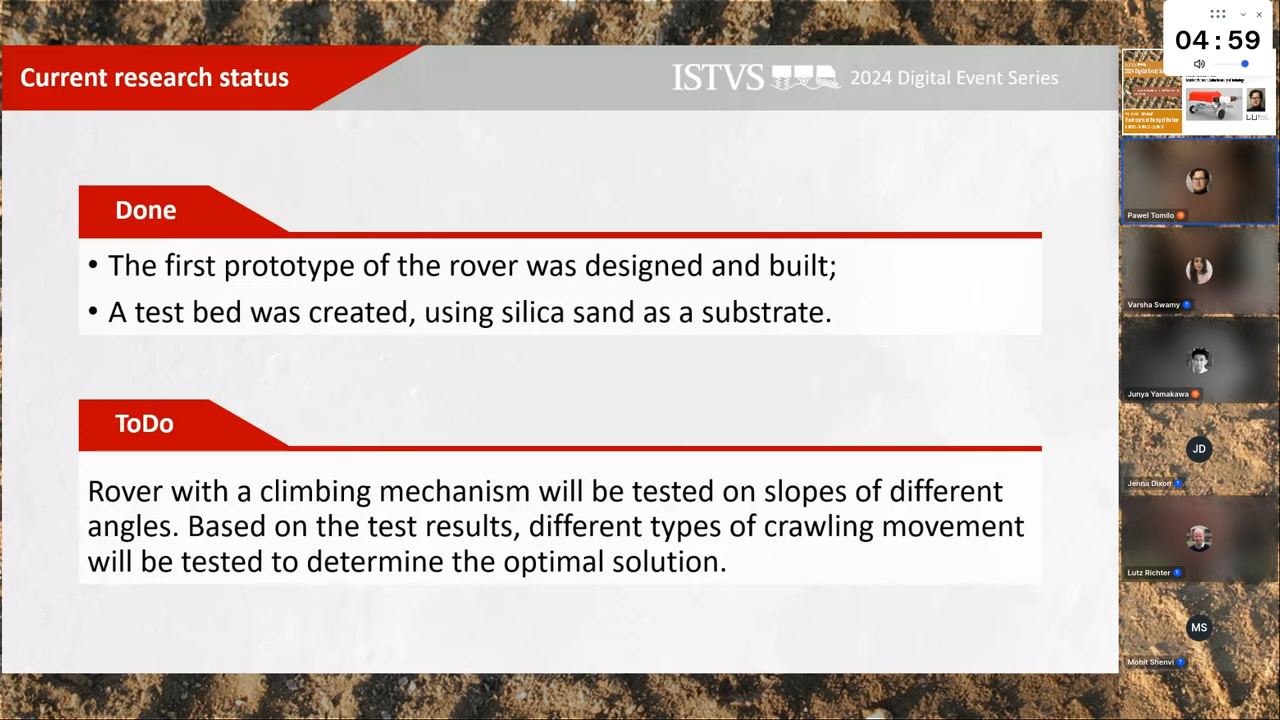 Current research status
ISTVS 2024 Digital Event Series
Done
• The first prototype of the rover was designed and built;
• A test bed was created, using silica sand as a substrate.
ToDo
Rover with a climbing mechanism will be tested on slopes of different
angles. Based on the test results, different types of crawling movement
will be tested to determine the optimal solution.
04:59
Pawel Tomilo
Varsha Swamy
Junya Yamakawa
JD
Jenna Dixon
Lutz Richter
MS
Mohit Shenvi